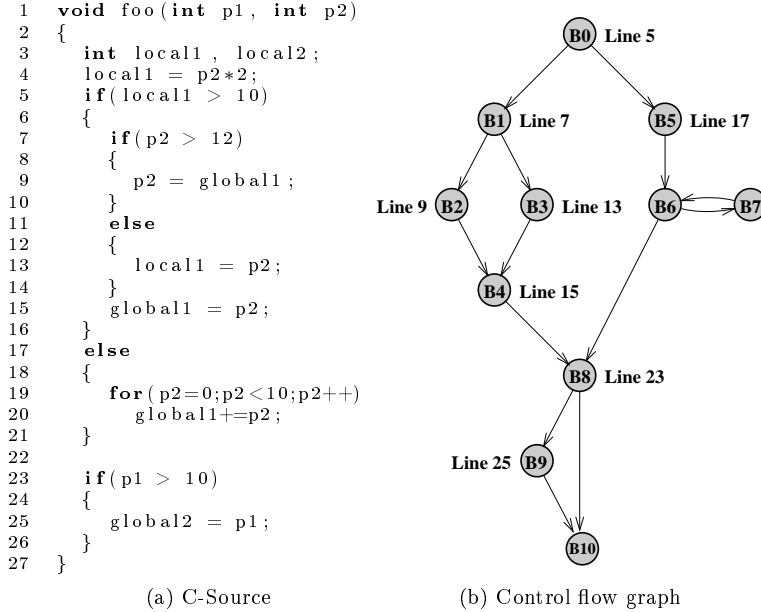 1 void foo(int p1, int p2)
2 {
3 int local1, local2;
4 local1 = p2*2;
5 if(local1 > 10)
6 {
7 if(p2 > 12)
8 {
9 p2 = global1;
10 }
11 else
12 {
13 local1 = p2;
14 }
15 global1 = p2;
16 }
17 else
18 {
19 for(p2=0;p2<10;p2++)
20 global1+=p2;
21 }
22
23 if(p1 > 10)
24 {
25 global2 = p1;
26 }
27 }
(a) C-Source
B0 Line 5
B1 Line 7
B5 Line 17
Line 9 B2
B3 Line 13
B6
B7
B4 Line 15
B8 Line 23
Line 25 B9
B10
(b) Control flow graph